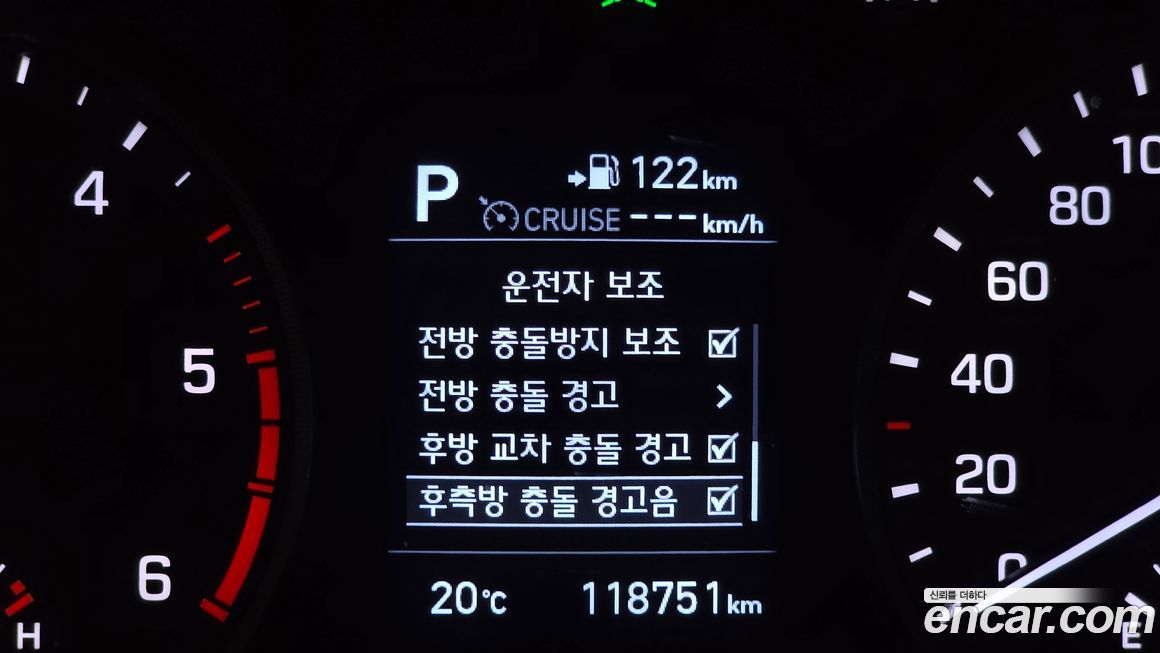 P
122km
CRUISE ---km/h
운전자 보조
전방 충돌방지 보조
전방 충돌 경고
후방 교차 충돌 경고
후측방 충돌 경고음
20℃ 118751km
4
5
6
H
80
60
40
20
0
E
신뢰를 더하다
encar.com